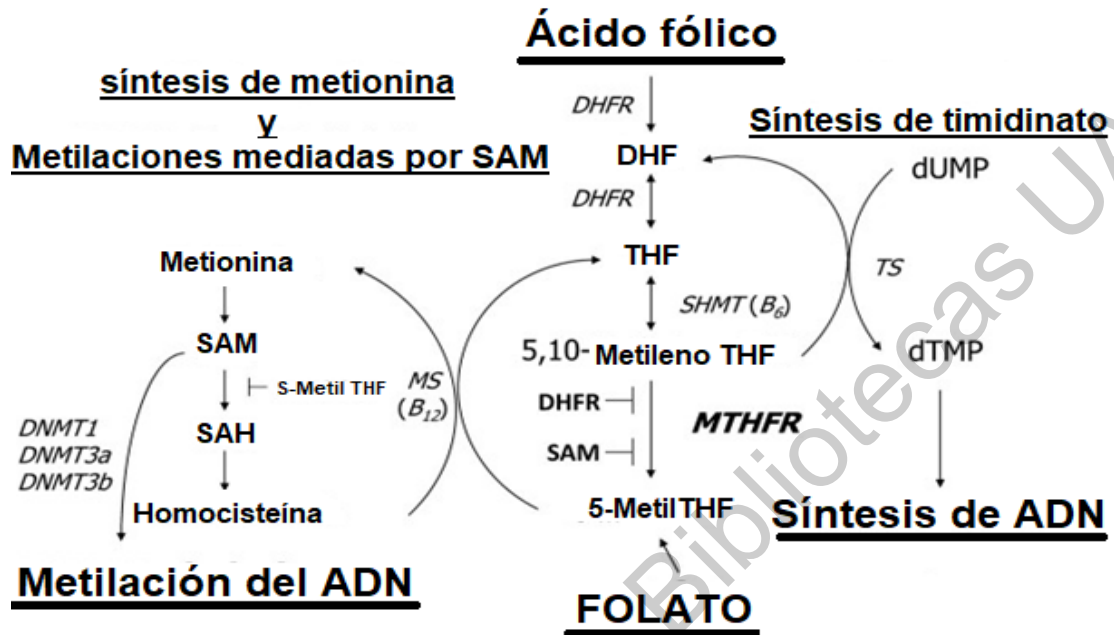 Ácido fólico
síntesis de metionina
y
Metilaciones mediadas por SAM
DHFR
Síntesis de timidinato
DHF
dUMP
DHFR
THF
Metionina
TS
SHMT (B6)
SAM
5,10- Metileno THF
dTMP
S-Metil THF
MS
(B12)
DHFR
MTHFR
DNMT1
DNMT3a
DNMT3b
SAH
SAM
Homocisteína
5-Metil THF
Síntesis de ADN
Metilación del ADN
FOLATO
Bibliotecas